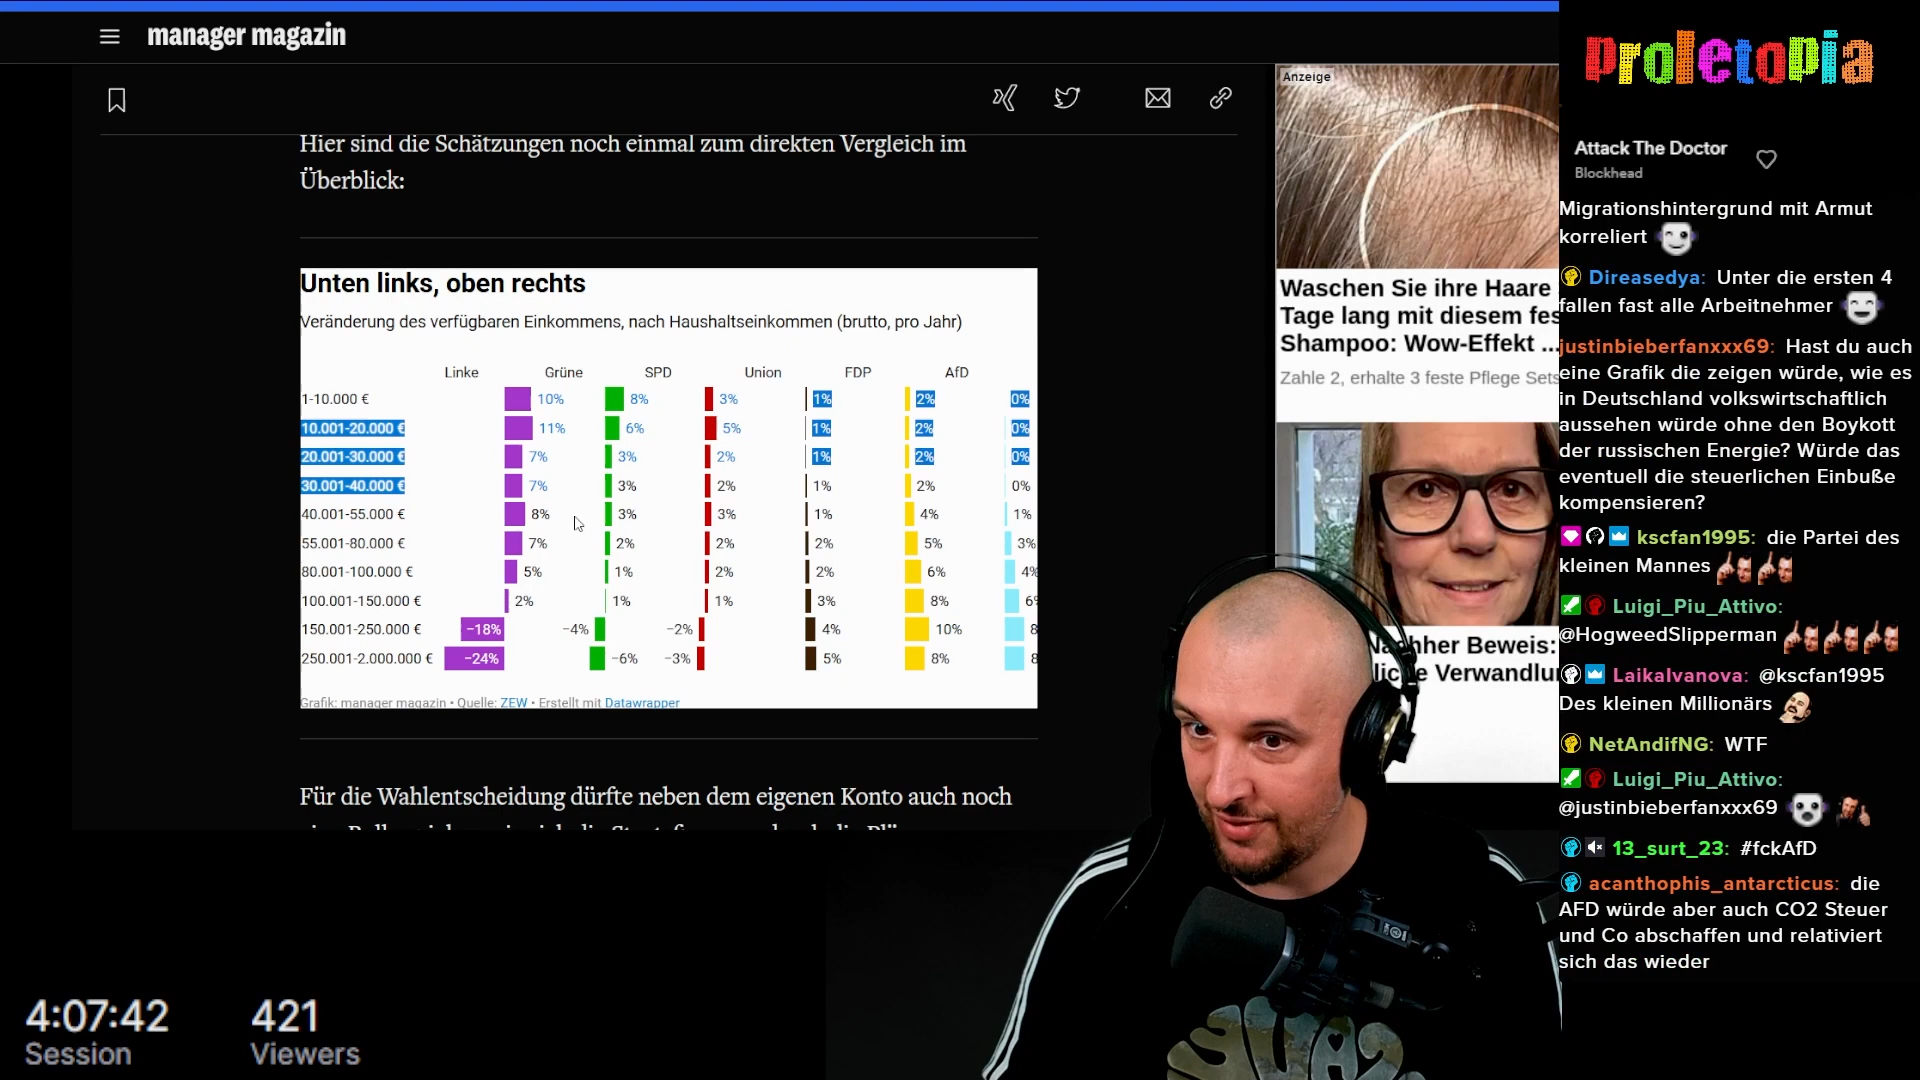 manager magazin
Hier sind die Schätzungen noch einmal zum direkten Vergleich im
Überblick:
Unten links, oben rechts
Veränderung des verfügbaren Einkommens, nach Haushaltseinkommen (brutto, pro Jahr)
Linke Grüne SPD Union FDP AfD
1-10.000 € 10% 8% 3% 1% 2% 0%
10.001-20.000 € 11% 6% 5% 1% 2% 0%
20.001-30.000 € 7% 3% 2% 1% 2% 0%
30.001-40.000 € 7% 3% 2% 1% 2% 0%
40.001-55.000 € 8% 3% 3% 1% 4% 1%
55.001-80.000 € 7% 2% 2% 2% 5% 3%
80.001-100.000 € 5% 1% 2% 2% 6% 4%
100.001-150.000 € 2% 1% 1% 3% 8% 6%
150.001-250.000 € −18% −4% −2% 4% 10% 8
250.001-2.000.000 € −24% −6% −3% 5% 8% 8
Grafik: manager magazin • Quelle: ZEW • Erstellt mit Datawrapper
Für die Wahlentscheidung dürfte neben dem eigenen Konto auch noch
Anzeige
Waschen Sie ihre Haare
Tage lang mit diesem fes
Shampoo: Wow-Effekt ...
Zahle 2, erhalte 3 feste Pflege Sets
Beweis:
Verwandlu
4:07:42
Session
421
Viewers
Proletopia
Attack The Doctor
Blockhead
Migrationshintergrund mit Armut
korreliert
Direasedya: Unter die ersten 4
fallen fast alle Arbeitnehmer
justinbieberfanxxx69: Hast du auch
eine Grafik die zeigen würde, wie es
in Deutschland volkswirtschaftlich
aussehen würde ohne den Boykott
der russischen Energie? Würde das
eventuell die steuerlichen Einbuße
kompensieren?
kscfan1995: die Partei des
kleinen Mannes
Luigi_Piu_Attivo:
@HogweedSlipperman
LaikaIvanova: @kscfan1995
Des kleinen Millionärs
NetAndifNG: WTF
Luigi_Piu_Attivo:
@justinbieberfanxxx69
13_surt_23: #fckAfD
acanthophis_antarcticus: die
AFD würde aber auch CO2 Steuer
und Co abschaffen und relativiert
sich das wieder